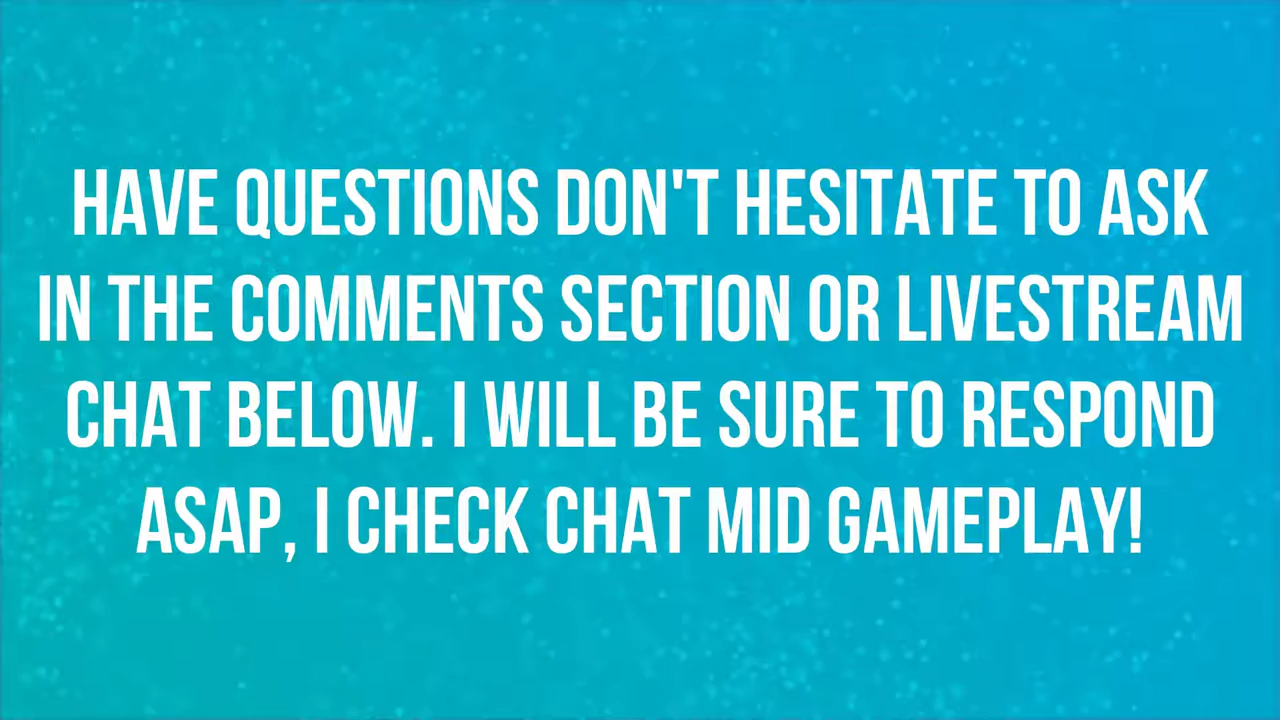 HAVE QUESTIONS DON'T HESITATE TO ASK
IN THE COMMENTS SECTION OR LIVESTREAM
CHAT BELOW. I WILL BE SURE TO RESPOND
ASAP, I CHECK CHAT MID GAMEPLAY!